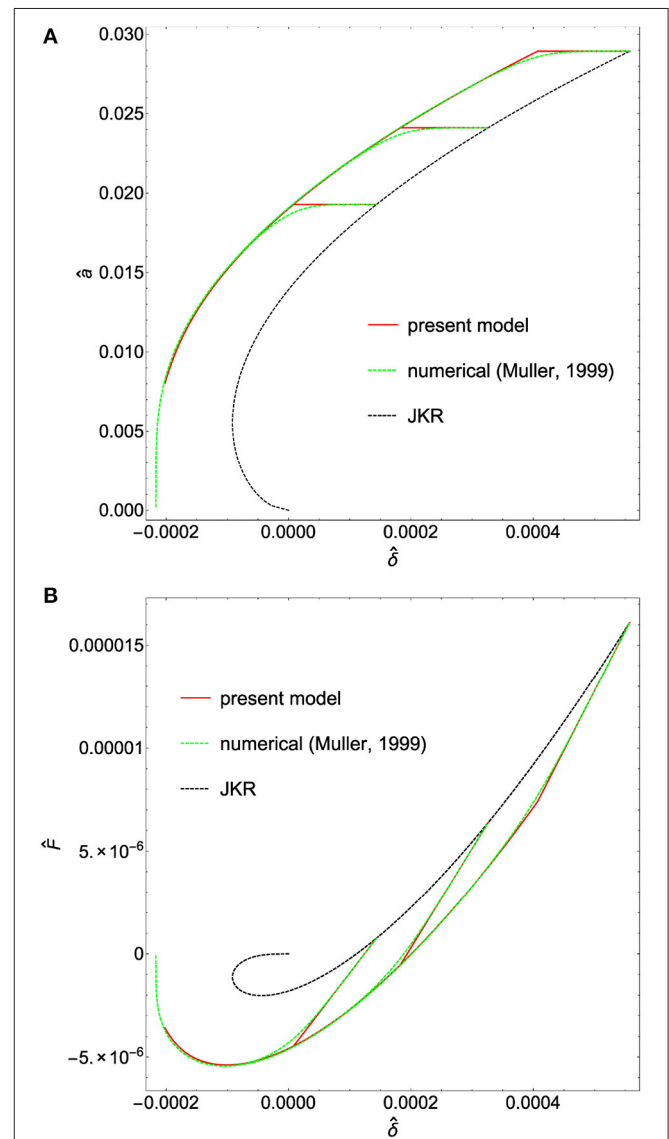 A
0.030
0.025
0.020
0.015
0.010
0.005
0.000
â
present model
numerical (Muller, 1999)
JKR
−0.0002 0.0000 0.0002 0.0004
δ̂
B
0.000015
0.00001
5.×10⁻⁶
0
−5.×10⁻⁶
F̂
present model
numerical (Muller, 1999)
JKR
−0.0002 0.0000 0.0002 0.0004
δ̂